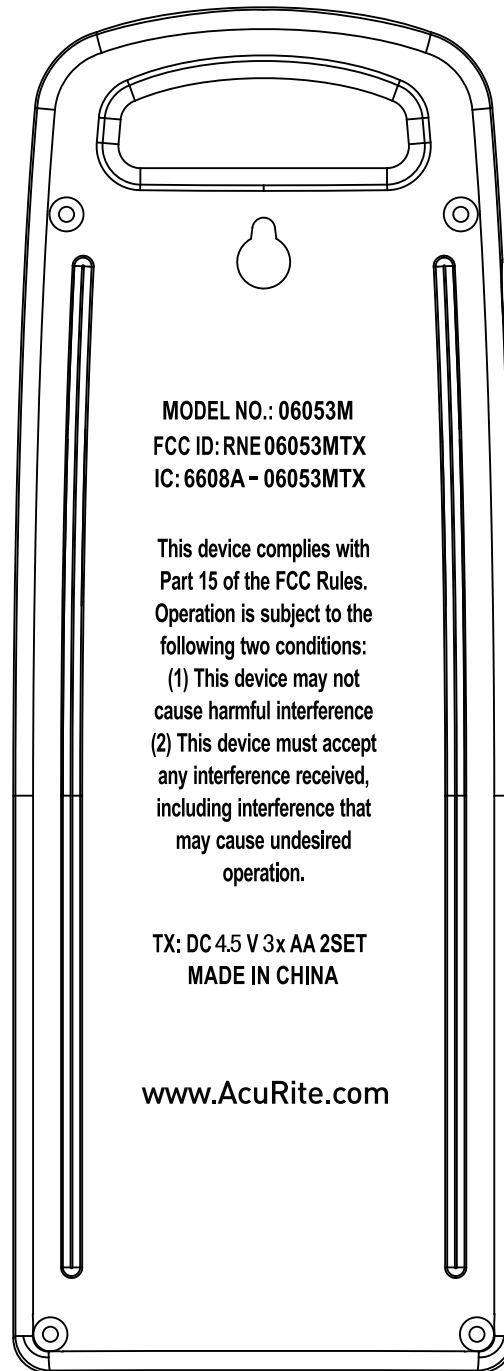 MODEL NO.: 06053M
FCC ID: RNE 06053MTX
IC: 6608A - 06053MTX
This device complies with
Part 15 of the FCC Rules.
Operation is subject to the
following two conditions:
(1) This device may not
cause harmful interference
(2) This device must accept
any interference received,
including interference that
may cause undesired
operation.
TX: DC 4.5 V 3x AA 2SET
MADE IN CHINA
www.AcuRite.com